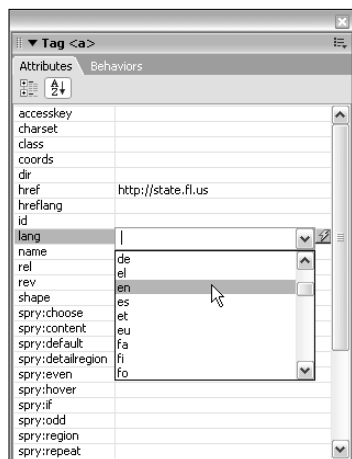 Tag <a>
Attributes Behaviors
A Z
accesskey
charset
class
coords
dir
href http://state.fl.us
hreflang
id
lang
name
rel
rev
shape
spry:choose
spry:content
spry:default
spry:detailregion
spry:even
spry:hover
spry:if
spry:odd
spry:region
spry:repeat
de
el
en
es
et
eu
fa
fi
fo